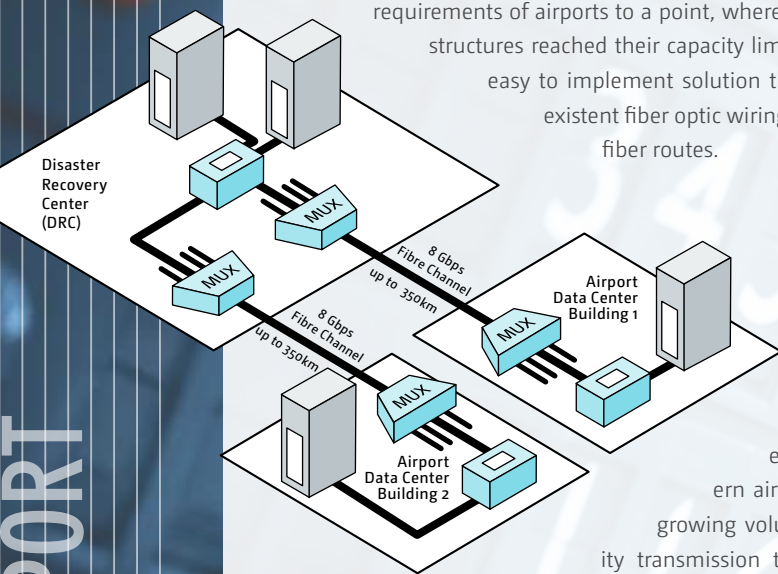 requirements of airports to a point, where
structures reached their capacity lim
easy to implement solution t
existent fiber optic wiring
fiber routes.
Disaster
Recovery
Center
(DRC)
MUX
MUX
8 Gbps
Fibre Channel
up to 350km
8 Gbps
Fibre Channel
up to 350km
Airport
Data Center
Building 1
MUX
MUX
Airport
Data Center
Building 2
e
ern air
growing volu
ity transmission t
PORT